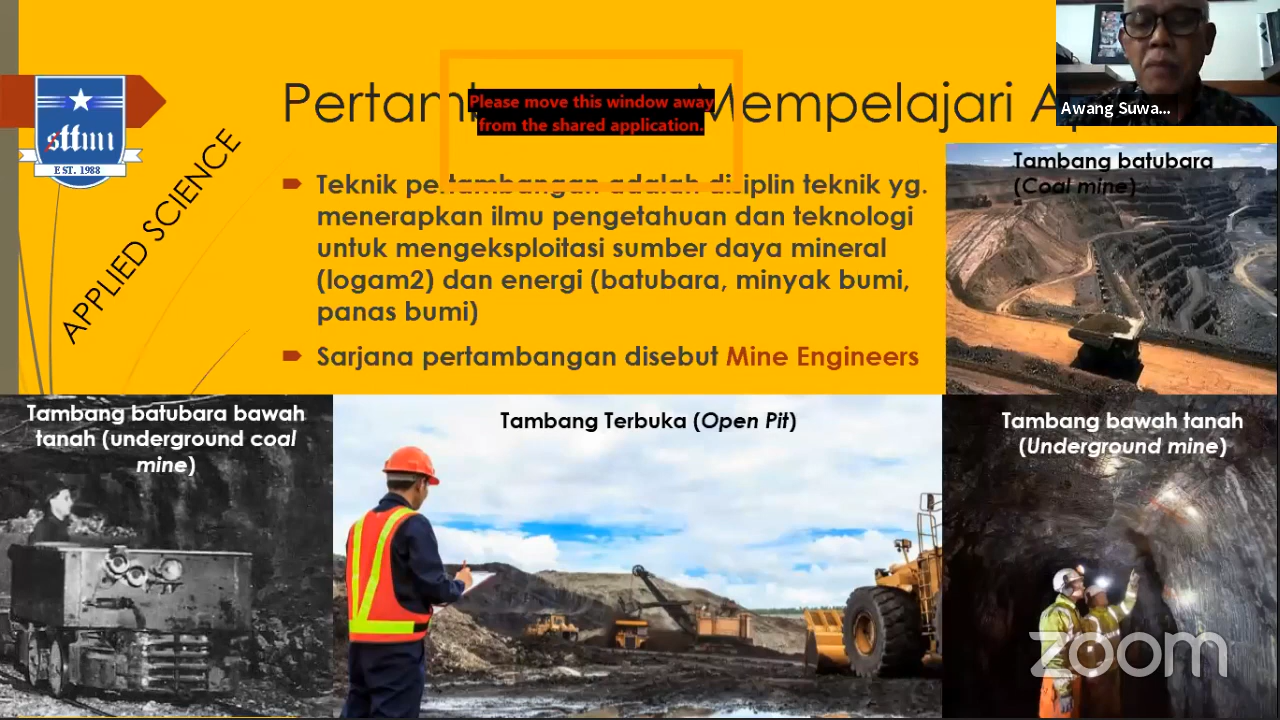 Pertam Mempelajari
Please move this window away
from the shared application.
Awang Suwa...
sttmi
EST. 1988
APPLIED SCIENCE
Teknik pertambangan adalah disiplin teknik yg.
menerapkan ilmu pengetahuan dan teknologi
untuk mengeksploitasi sumber daya mineral
(logam2) dan energi (batubara, minyak bumi,
panas bumi)
Sarjana pertambangan disebut Mine Engineers
Tambang batubara
(Coal mine)
Tambang batubara bawah
tanah (underground coal
mine)
Tambang Terbuka (Open Pit)
Tambang bawah tanah
(Underground mine)
zoom